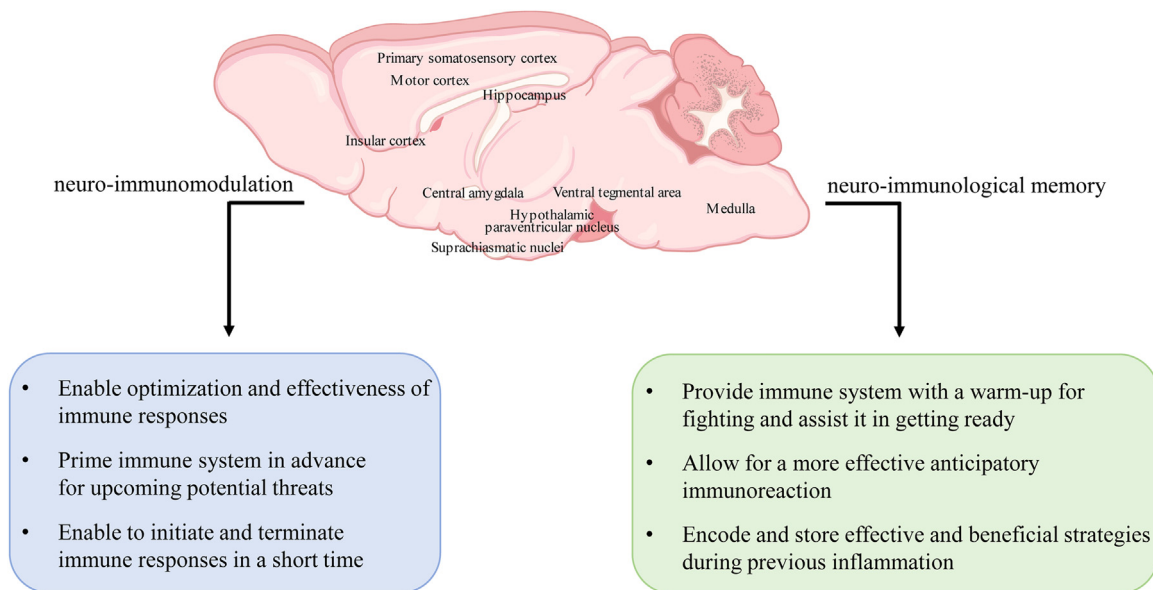 Primary somatosensory cortex
Motor cortex
Hippocampus
Insular cortex
neuro-immunomodulation
neuro-immunological memory
Central amygdala
Ventral tegmental area
Medulla
Hypothalamic
paraventricular nucleus
Suprachiasmatic nuclei
• Enable optimization and effectiveness of
immune responses
• Prime immune system in advance
for upcoming potential threats
• Enable to initiate and terminate
immune responses in a short time
• Provide immune system with a warm-up for
fighting and assist it in getting ready
• Allow for a more effective anticipatory
immunoreaction
• Encode and store effective and beneficial strategies
during previous inflammation